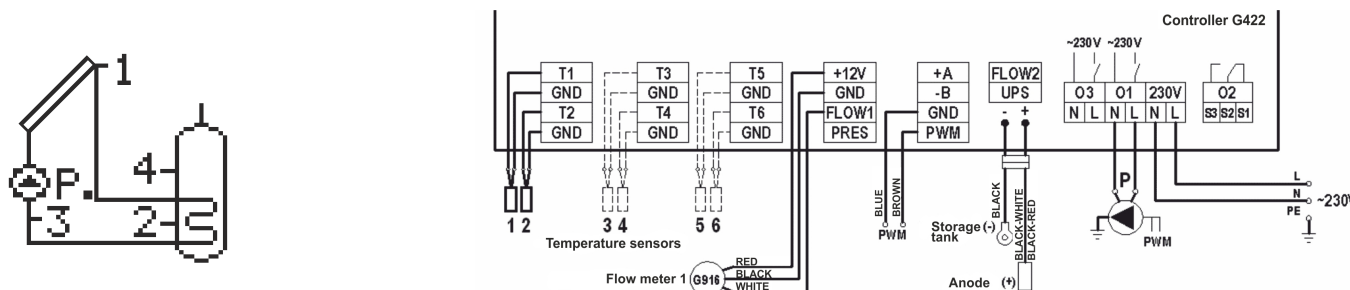 1
4
P.
3
2
Controller G422
~230V ~230V
T1 T3 T5 +12V +A FLOW2
GND GND GND GND -B UPS O3 O1 230V O2
T2 T4 T6 FLOW1 GND - + N L N L N L S3 S2 S1
GND GND GND PRES PWM
P
L
N
~230V
PE
BLUE
BROWN
BLACK
BLACK-WHITE
BLACK-RED
1 2 3 4 5 6
PWM
Storage (-)
tank
PWM
Temperature sensors
RED
Flow meter 1 G916 BLACK
WHITE
Anode (+)